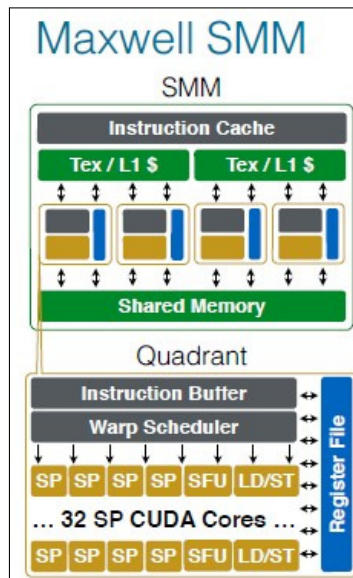 Maxwell SMM
SMM
Instruction Cache
Tex / L1 $ Tex / L1 $
Shared Memory
Quadrant
Instruction Buffer
Warp Scheduler
SP SP SP SP SFU LD/ST
... 32 SP CUDA Cores ...
SP SP SP SP SFU LD/ST
Register File